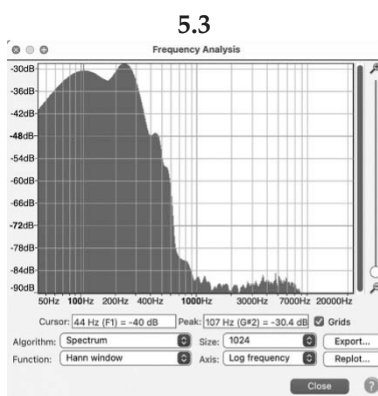 5.3
Frequency Analysis
-30dB
-36dB
-42dB
-48dB
-54dB
-60dB
-66dB
-72dB
-78dB
-84dB
-90dB
50Hz 100Hz 200Hz 400Hz 1000Hz 3000Hz 7000Hz 20000Hz
Cursor: 44 Hz (F1) = -40 dB Peak: 107 Hz (G#2) = -30.4 dB Grids
Algorithm: Spectrum Size: 1024 Export...
Function: Hann window Axis: Log frequency Replot...
Close ?